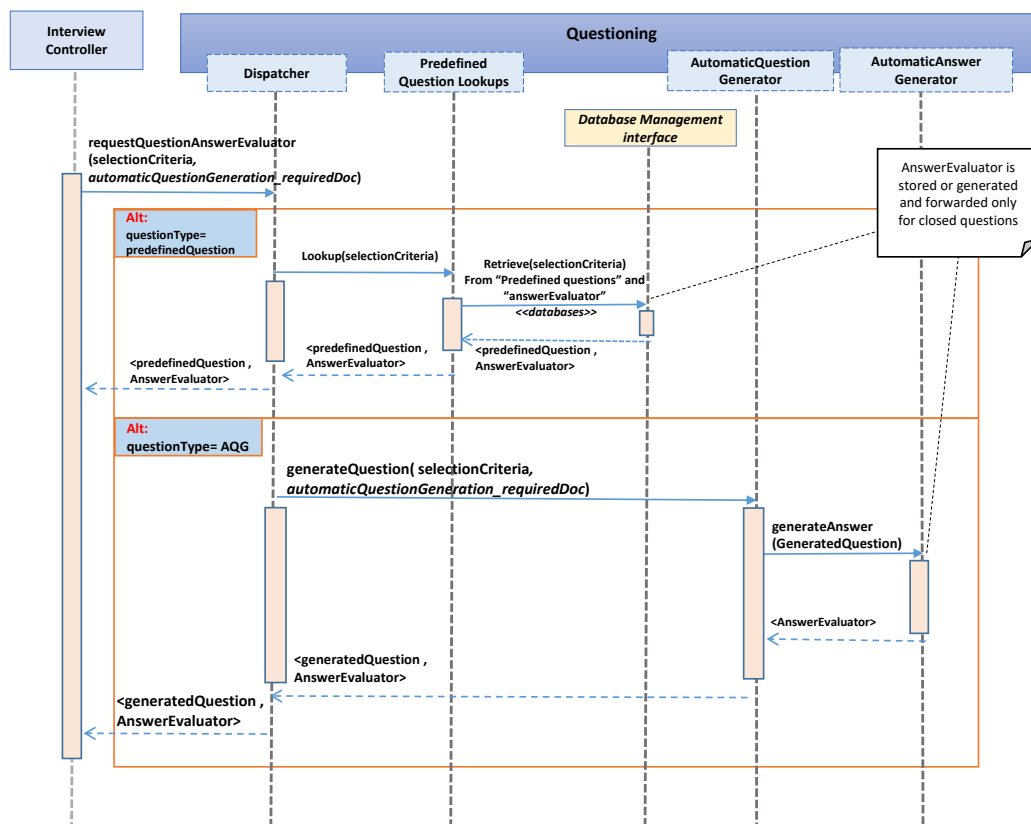 Interview
Controller
Questioning
Dispatcher
Predefined
Question Lookups
AutomaticQuestion
Generator
AutomaticAnswer
Generator
Database Management
interface
requestQuestionAnswerEvaluator
(selectionCriteria,
automaticQuestionGeneration_requiredDoc)
AnswerEvaluator is
stored or generated
and forwarded only
for closed questions
Alt:
questionType=
predefinedQuestion
Lookup(selectionCriteria)
Retrieve(selectionCriteria)
From “Predefined questions” and
“answerEvaluator”
<<databases>>
<predefinedQuestion ,
AnswerEvaluator>
<predefinedQuestion ,
AnswerEvaluator>
<predefinedQuestion ,
AnswerEvaluator>
Alt:
questionType= AQG
generateQuestion( selectionCriteria,
automaticQuestionGeneration_requiredDoc)
generateAnswer
(GeneratedQuestion)
<AnswerEvaluator>
<generatedQuestion ,
AnswerEvaluator>
<generatedQuestion ,
AnswerEvaluator>